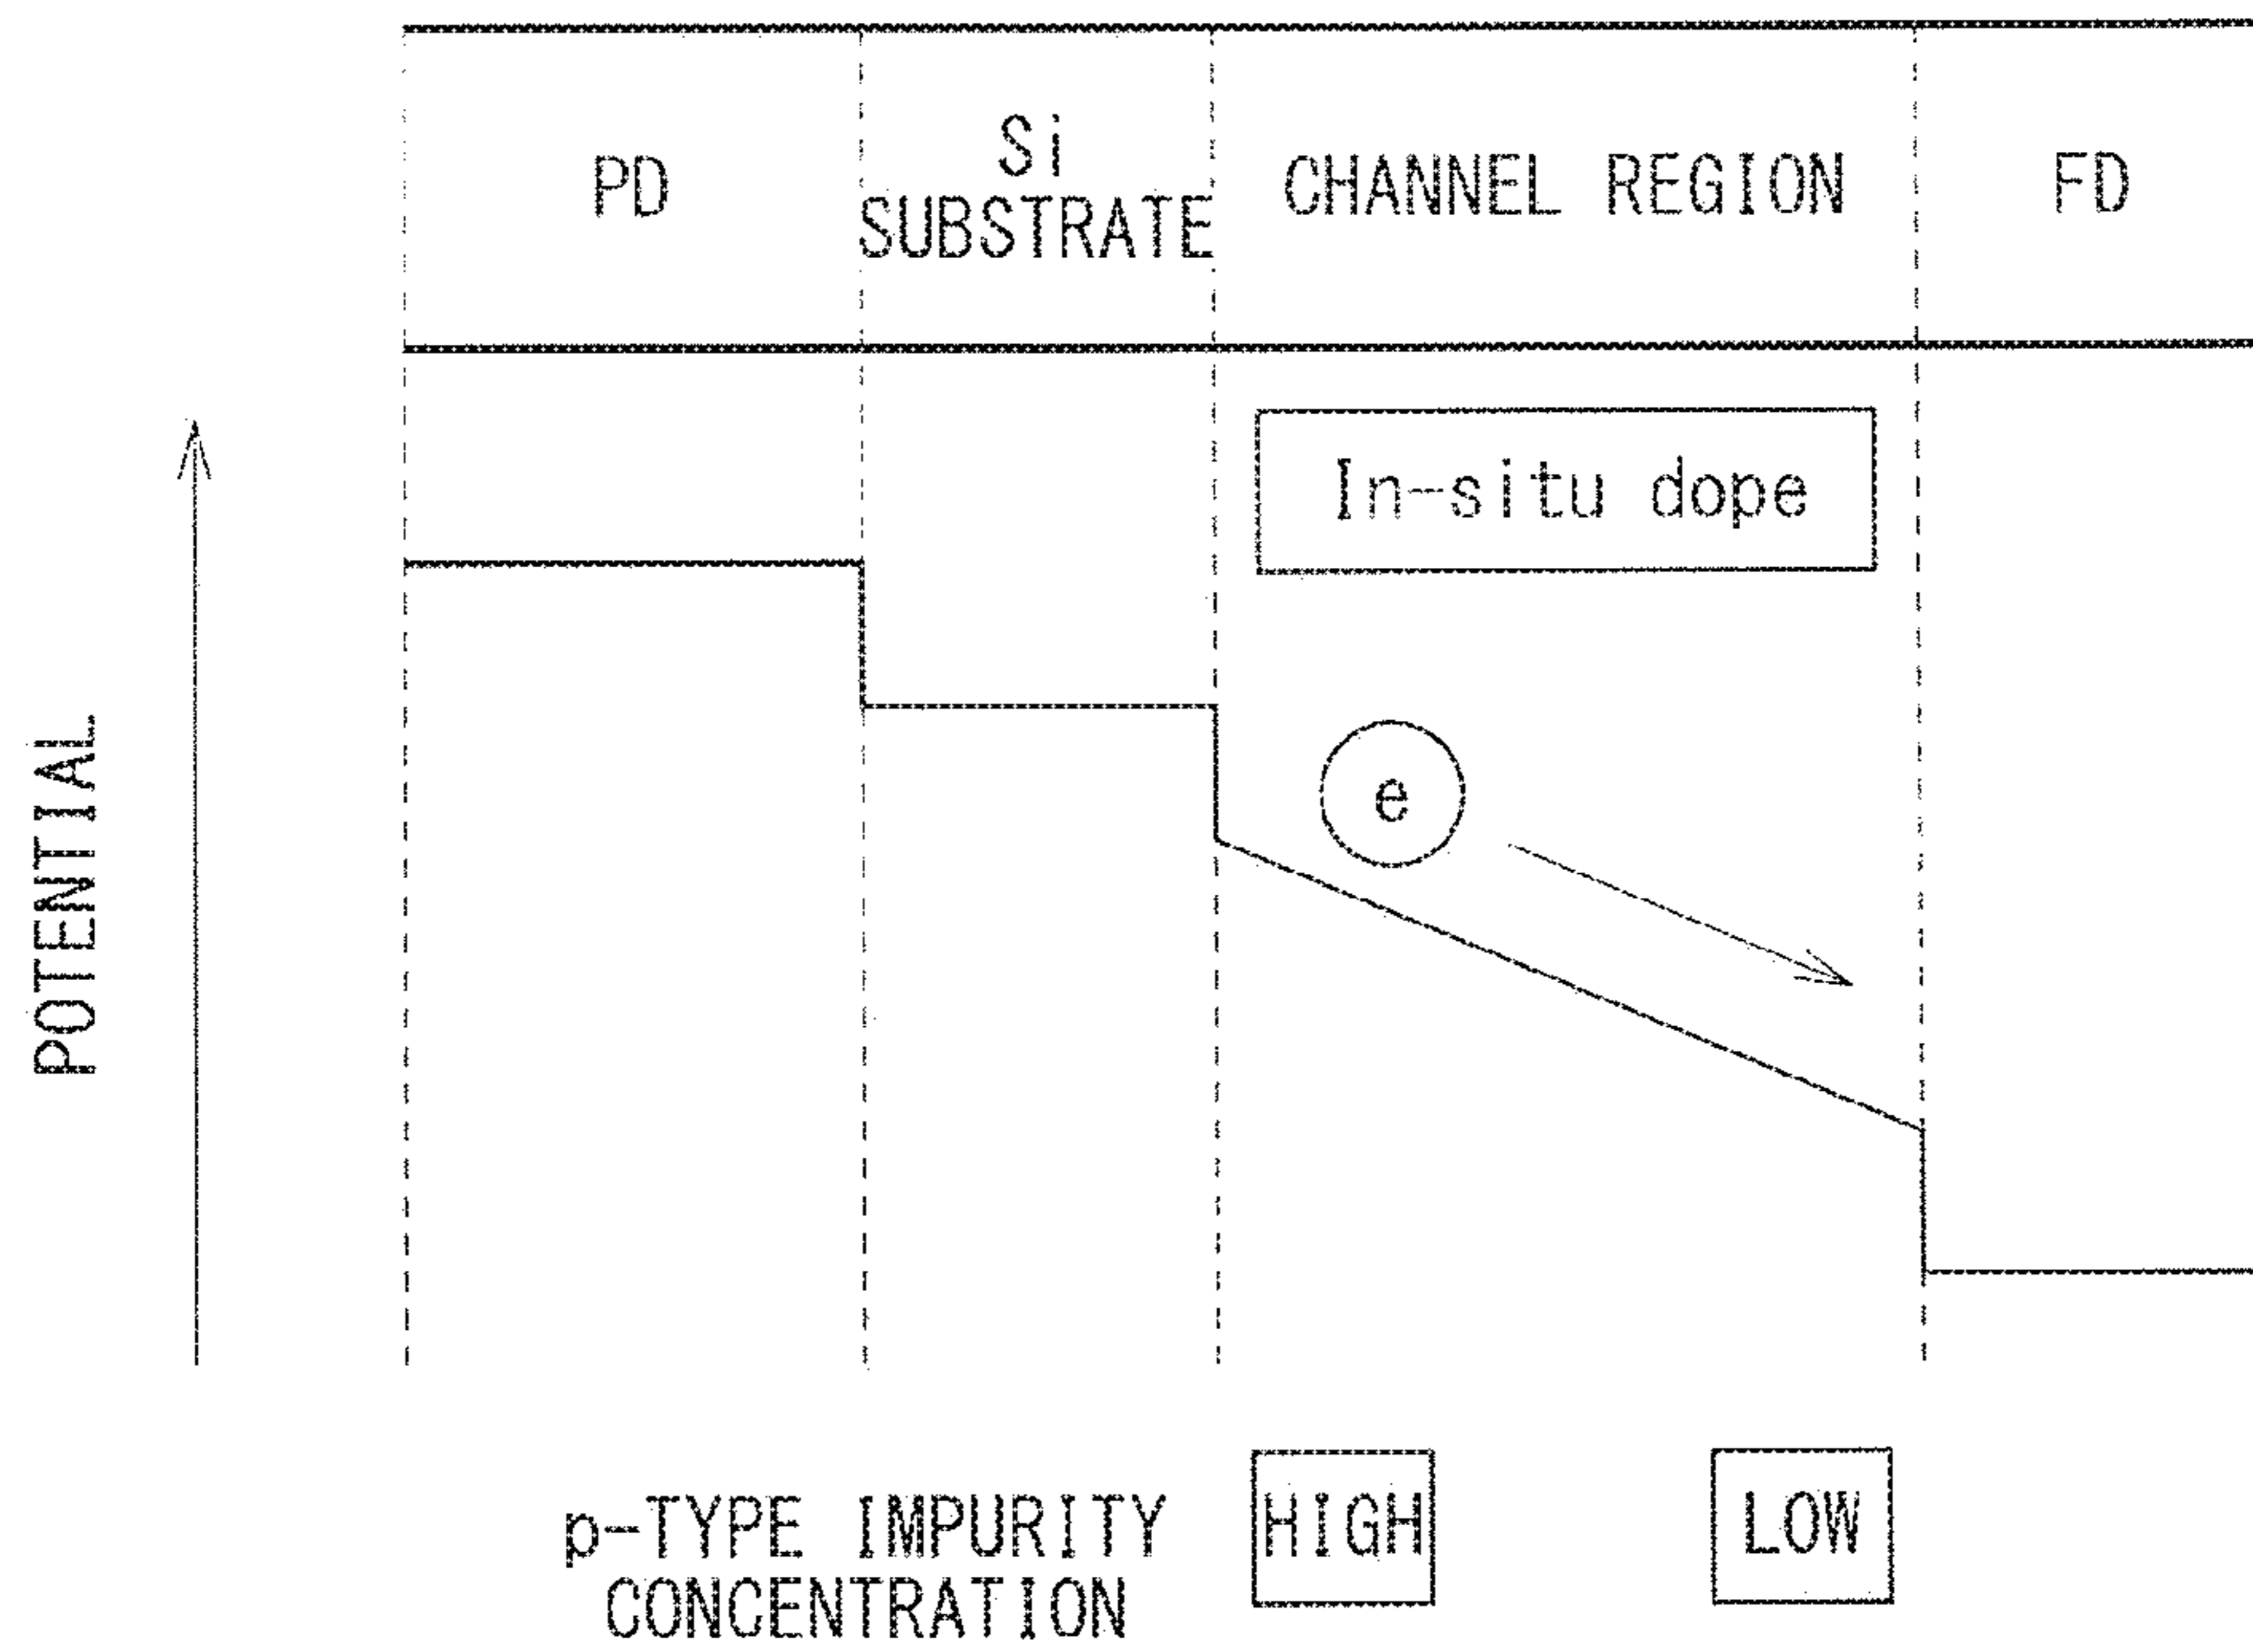 PD
Si
SUBSTRATE
CHANNEL REGION
FD
In-situ dope
POTENTIAL
e
p-TYPE IMPURITY
CONCENTRATION
HIGH
LOW